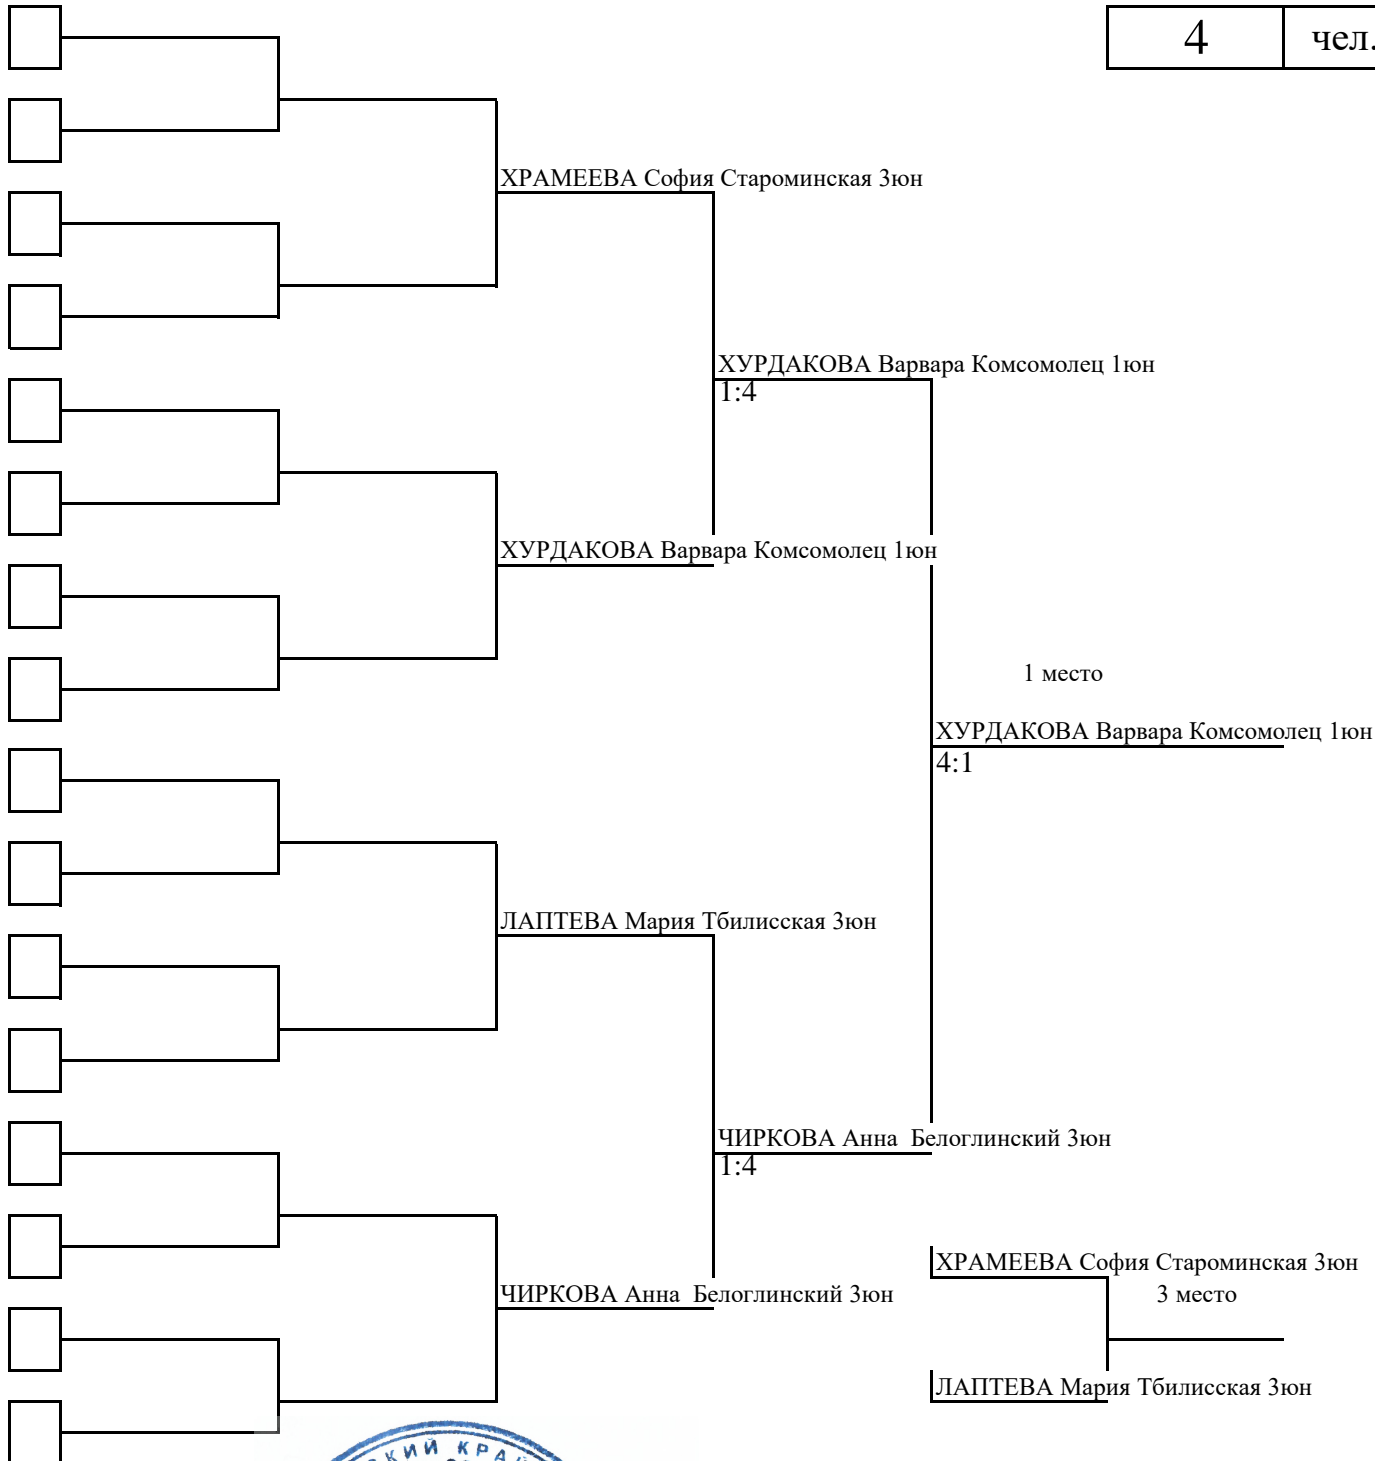 4 чел.
ХРАМЕЕВА София Староминская 3юн
ХУРДАКОВА Варвара Комсомолец 1юн
1:4
ХУРДАКОВА Варвара Комсомолец 1юн
1 место
ХУРДАКОВА Варвара Комсомолец 1юн
4:1
ЛАПТЕВА Мария Тбилисская 3юн
ЧИРКОВА Анна  Белоглинский 3юн
1:4
ХРАМЕЕВА София Староминская 3юн
ЧИРКОВА Анна  Белоглинский 3юн
3 место
ЛАПТЕВА Мария Тбилисская 3юн
КИЙ КРАЙ